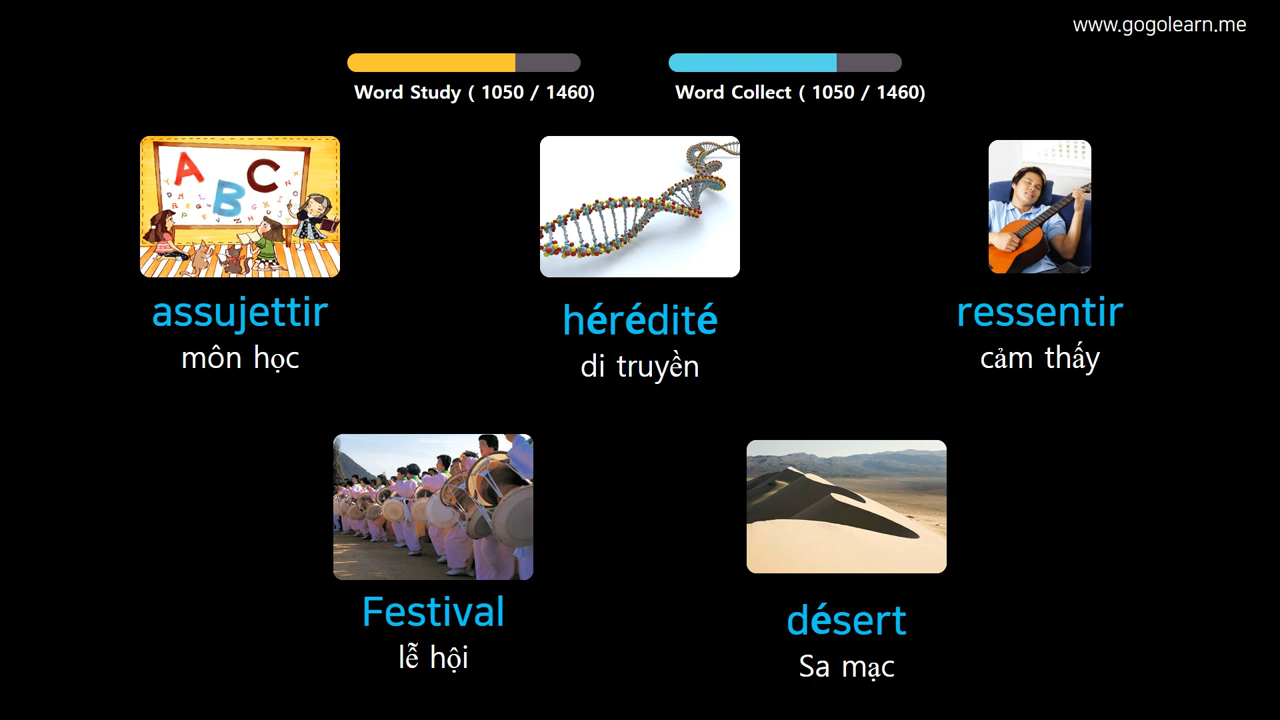 www.gogolearn.me
Word Study ( 1050 / 1460)
Word Collect ( 1050 / 1460)
A
B
C
assujettir
môn học
hérédité
di truyền
ressentir
cảm thấy
Festival
lễ hội
désert
Sa mạc